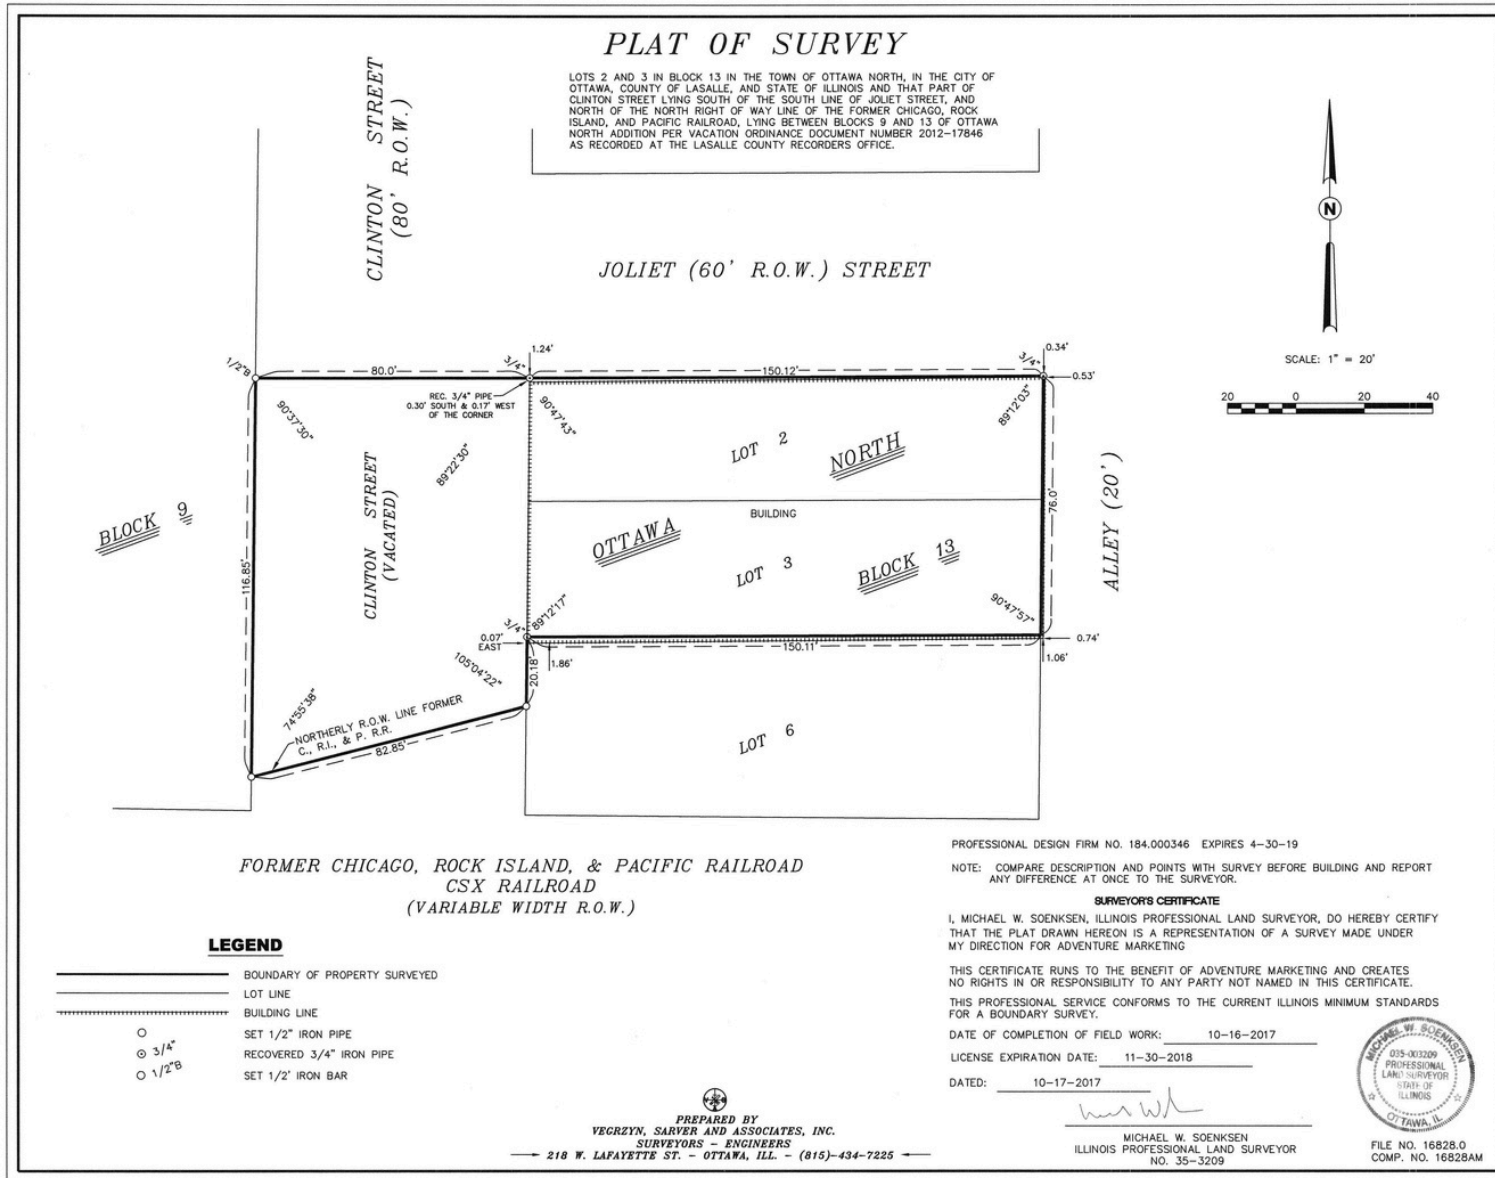 PLAT OF SURVEY
LOTS 2 AND 3 IN BLOCK 13 IN THE TOWN OF OTTAWA NORTH, IN THE CITY OF
OTTAWA, COUNTY OF LASALLE, AND STATE OF ILLINOIS AND THAT PART OF
CLINTON STREET LYING SOUTH OF THE SOUTH LINE OF JOLIET STREET, AND
NORTH OF THE NORTH RIGHT OF WAY LINE OF THE FORMER CHICAGO, ROCK
ISLAND, AND PACIFIC RAILROAD, LYING BETWEEN BLOCKS 9 AND 13 OF OTTAWA
NORTH ADDITION PER VACATION ORDINANCE DOCUMENT NUMBER 2012-17846
AS RECORDED AT THE LASALLE COUNTY RECORDERS OFFICE.
CLINTON STREET
(80' R.O.W.)
N
JOLIET (60' R.O.W.) STREET
SCALE: 1" = 20'
20 0 20 40
1/2"B
80.0'
3/4"
1.24'
150.12'
3/4"
0.34'
0.53'
REC. 3/4" PIPE
0.30' SOUTH & 0.17' WEST
OF THE CORNER
90°37'30"
89°22'30"
90°47'43"
89°12'03"
LOT 2
NORTH
CLINTON STREET
(VACATED)
BLOCK 9
116.85'
BUILDING
OTTAWA
LOT 3
BLOCK 13
76.0'
ALLEY (20')
3/4"
89°12'17"
90°47'57"
0.07'
EAST
150.11'
0.74'
1.06'
1.86'
20.18'
105°04'22"
74°55'38"
NORTHERLY R.O.W. LINE FORMER
C., R.I., & P. R.R.
82.85'
LOT 6
FORMER CHICAGO, ROCK ISLAND, & PACIFIC RAILROAD
CSX RAILROAD
(VARIABLE WIDTH R.O.W.)
LEGEND
BOUNDARY OF PROPERTY SURVEYED
LOT LINE
BUILDING LINE
SET 1/2" IRON PIPE
3/4" RECOVERED 3/4" IRON PIPE
1/2"B SET 1/2' IRON BAR
PREPARED BY
VEGRZYN, SARVER AND ASSOCIATES, INC.
SURVEYORS - ENGINEERS
218 W. LAFAYETTE ST. - OTTAWA, ILL. - (815)-434-7225
PROFESSIONAL DESIGN FIRM NO. 184.000346 EXPIRES 4-30-19
NOTE: COMPARE DESCRIPTION AND POINTS WITH SURVEY BEFORE BUILDING AND REPORT
ANY DIFFERENCE AT ONCE TO THE SURVEYOR.
SURVEYOR'S CERTIFICATE
I, MICHAEL W. SOENKSEN, ILLINOIS PROFESSIONAL LAND SURVEYOR, DO HEREBY CERTIFY
THAT THE PLAT DRAWN HEREON IS A REPRESENTATION OF A SURVEY MADE UNDER
MY DIRECTION FOR ADVENTURE MARKETING
THIS CERTIFICATE RUNS TO THE BENEFIT OF ADVENTURE MARKETING AND CREATES
NO RIGHTS IN OR RESPONSIBILITY TO ANY PARTY NOT NAMED IN THIS CERTIFICATE.
THIS PROFESSIONAL SERVICE CONFORMS TO THE CURRENT ILLINOIS MINIMUM STANDARDS
FOR A BOUNDARY SURVEY.
DATE OF COMPLETION OF FIELD WORK: 10-16-2017
LICENSE EXPIRATION DATE: 11-30-2018
DATED: 10-17-2017
MICHAEL W. SOENKSEN
ILLINOIS PROFESSIONAL LAND SURVEYOR
NO. 35-3209
MICHAEL W. SOENKSEN
035-003209
PROFESSIONAL
LAND SURVEYOR
STATE OF
ILLINOIS
OTTAWA, IL
FILE NO. 16828.0
COMP. NO. 16828AM